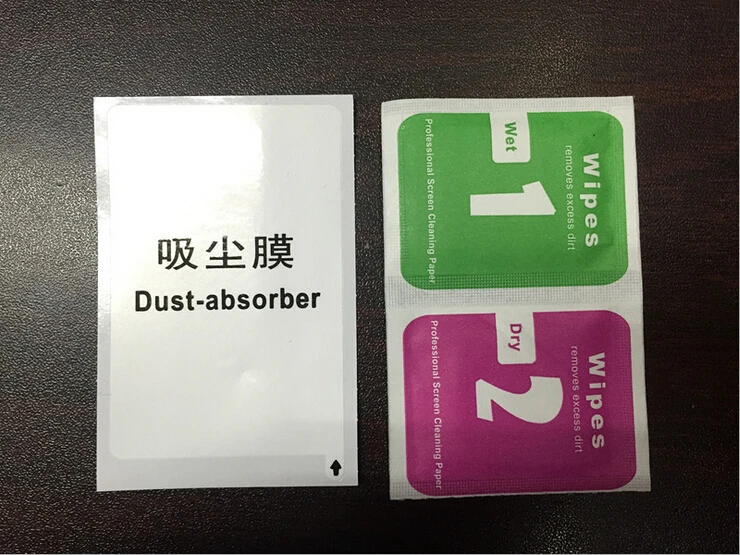 吸尘膜
Dust-absorber
Wipes
removes excess dirt
1
Wet
Professional Screen Cleaning Paper
Wipes
removes excess dirt
2
Dry
Professional Screen Cleaning Paper